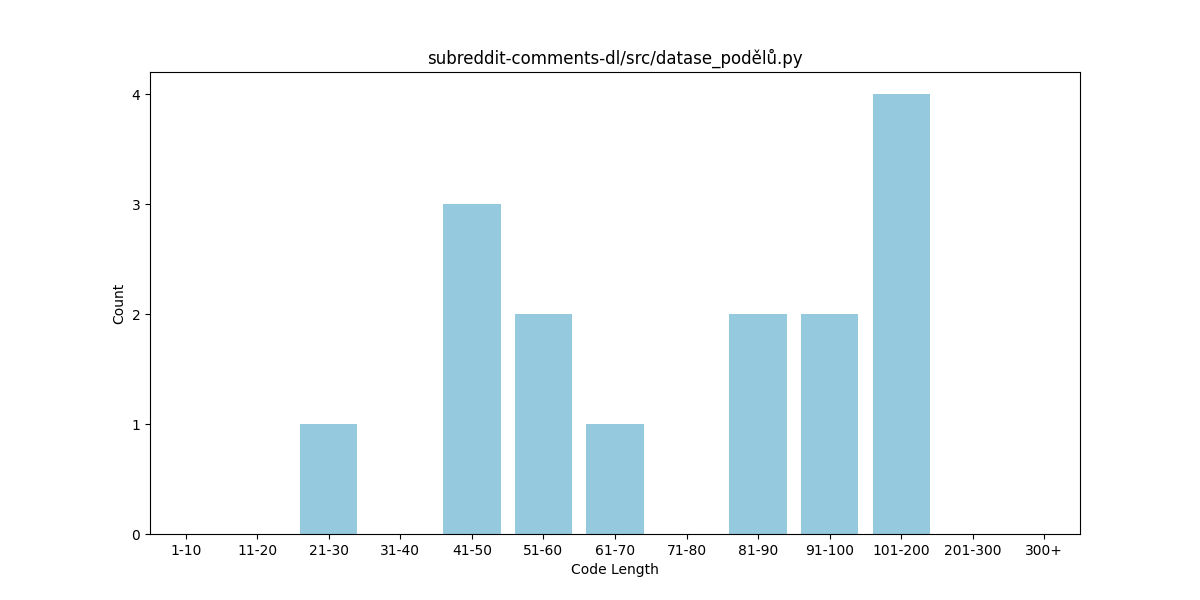 subreddit-comments-dl/src/datase_podělů.py
4
3
2
1
0
Count
1-10 11-20 21-30 31-40 41-50 51-60 61-70 71-80 81-90 91-100 101-200 201-300 300+
Code Length